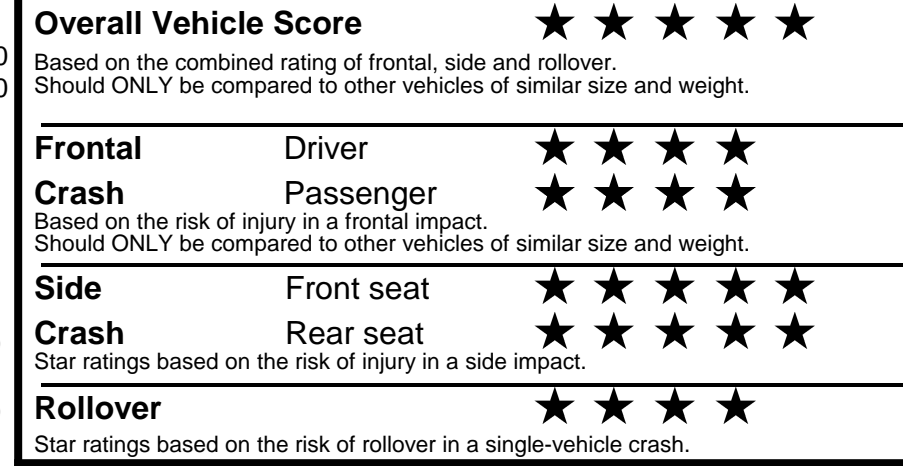 Overall Vehicle Score ★ ★ ★ ★ ★
Based on the combined rating of frontal, side and rollover.
Should ONLY be compared to other vehicles of similar size and weight.
Frontal Driver ★ ★ ★ ★
Crash Passenger ★ ★ ★ ★
Based on the risk of injury in a frontal impact.
Should ONLY be compared to other vehicles of similar size and weight.
Side Front seat ★ ★ ★ ★ ★
Crash Rear seat ★ ★ ★ ★ ★
Star ratings based on the risk of injury in a side impact.
Rollover ★ ★ ★ ★
Star ratings based on the risk of rollover in a single-vehicle crash.